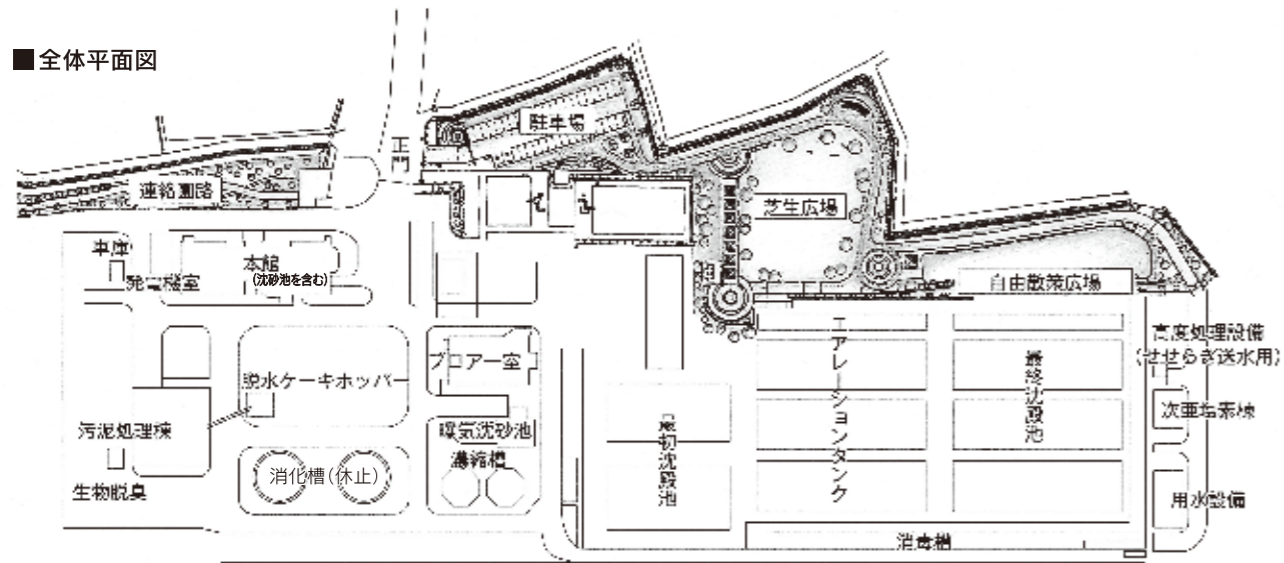 ■全体平面図
正門
駐車場
連絡園路
芝生広場
自由散策広場
車庫
発電機室
本館
(沈砂池を含む)
高度処理設備
(せせらぎ送水用)
ブロアー室
脱水ケーキホッパー
エアレーションタンク
最終沈殿池
次亜塩素棟
汚泥処理棟
曝気沈砂池
濃縮槽
最初沈殿池
消化槽(休止)
生物脱臭
用水設備
消毒槽